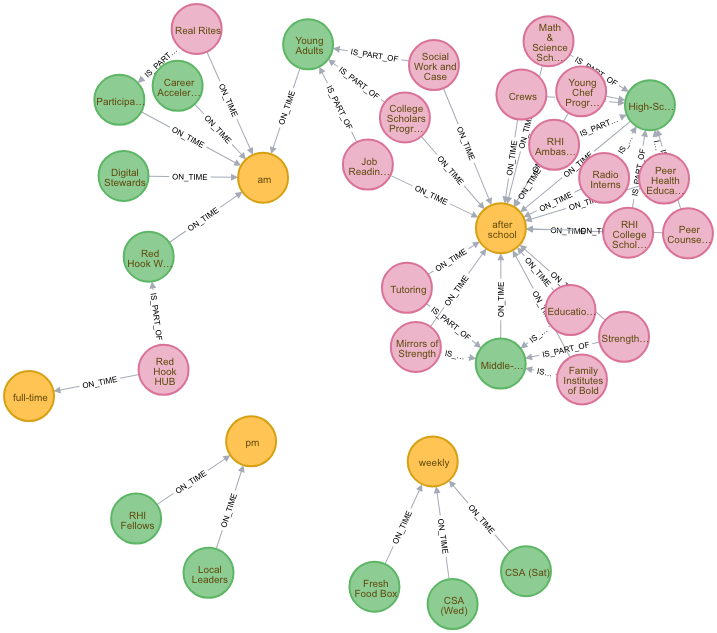 Real Rites
Young
Adults
Social
Work and
Case
Math
&
Science
Sch…
IS_PART_OF
IS_PART_OF
IS_PART_OF
Career
Acceler…
ON_TIME
Participa…
ON_TIME
ON_TIME
ON_TIME
ON_TIME
IS_PART_OF
IS_PART_OF
College
Scholars
Progr…
Crews
Young
Chef
Progr…
High-Sc…
IS_PART…
ON_TIME
ON_TIME
ON_TIME
RHI
Ambas…
Job
Readin…
ON_TIME
ON_TIME
Digital
Stewards
ON_TIME
am
ON_TIME
ON_TIME
ON_TIME
Radio
Interns
IS_…
IS_PART_OF
Peer
Health
Educa…
ON_TIME
after
school
ON_TIME
RHI
College
Schol…
Peer
Counse…
Red
Hook W…
IS_PART_OF
Tutoring
ON_TIME
ON_TIME
ON_TIME
ON_TIME
IS_PART_OF
Mirrors of
Strength
IS_…
Educatio…
IS_…
IS_PART_OF
Strength…
Middle-…
IS_…
Family
Institutes
of Bold
Red
Hook
HUB
ON_TIME
full-time
pm
ON_TIME
ON_TIME
RHI
Fellows
Local
Leaders
weekly
ON_TIME
ON_TIME
ON_TIME
Fresh
Food Box
CSA
(Wed)
CSA (Sat)